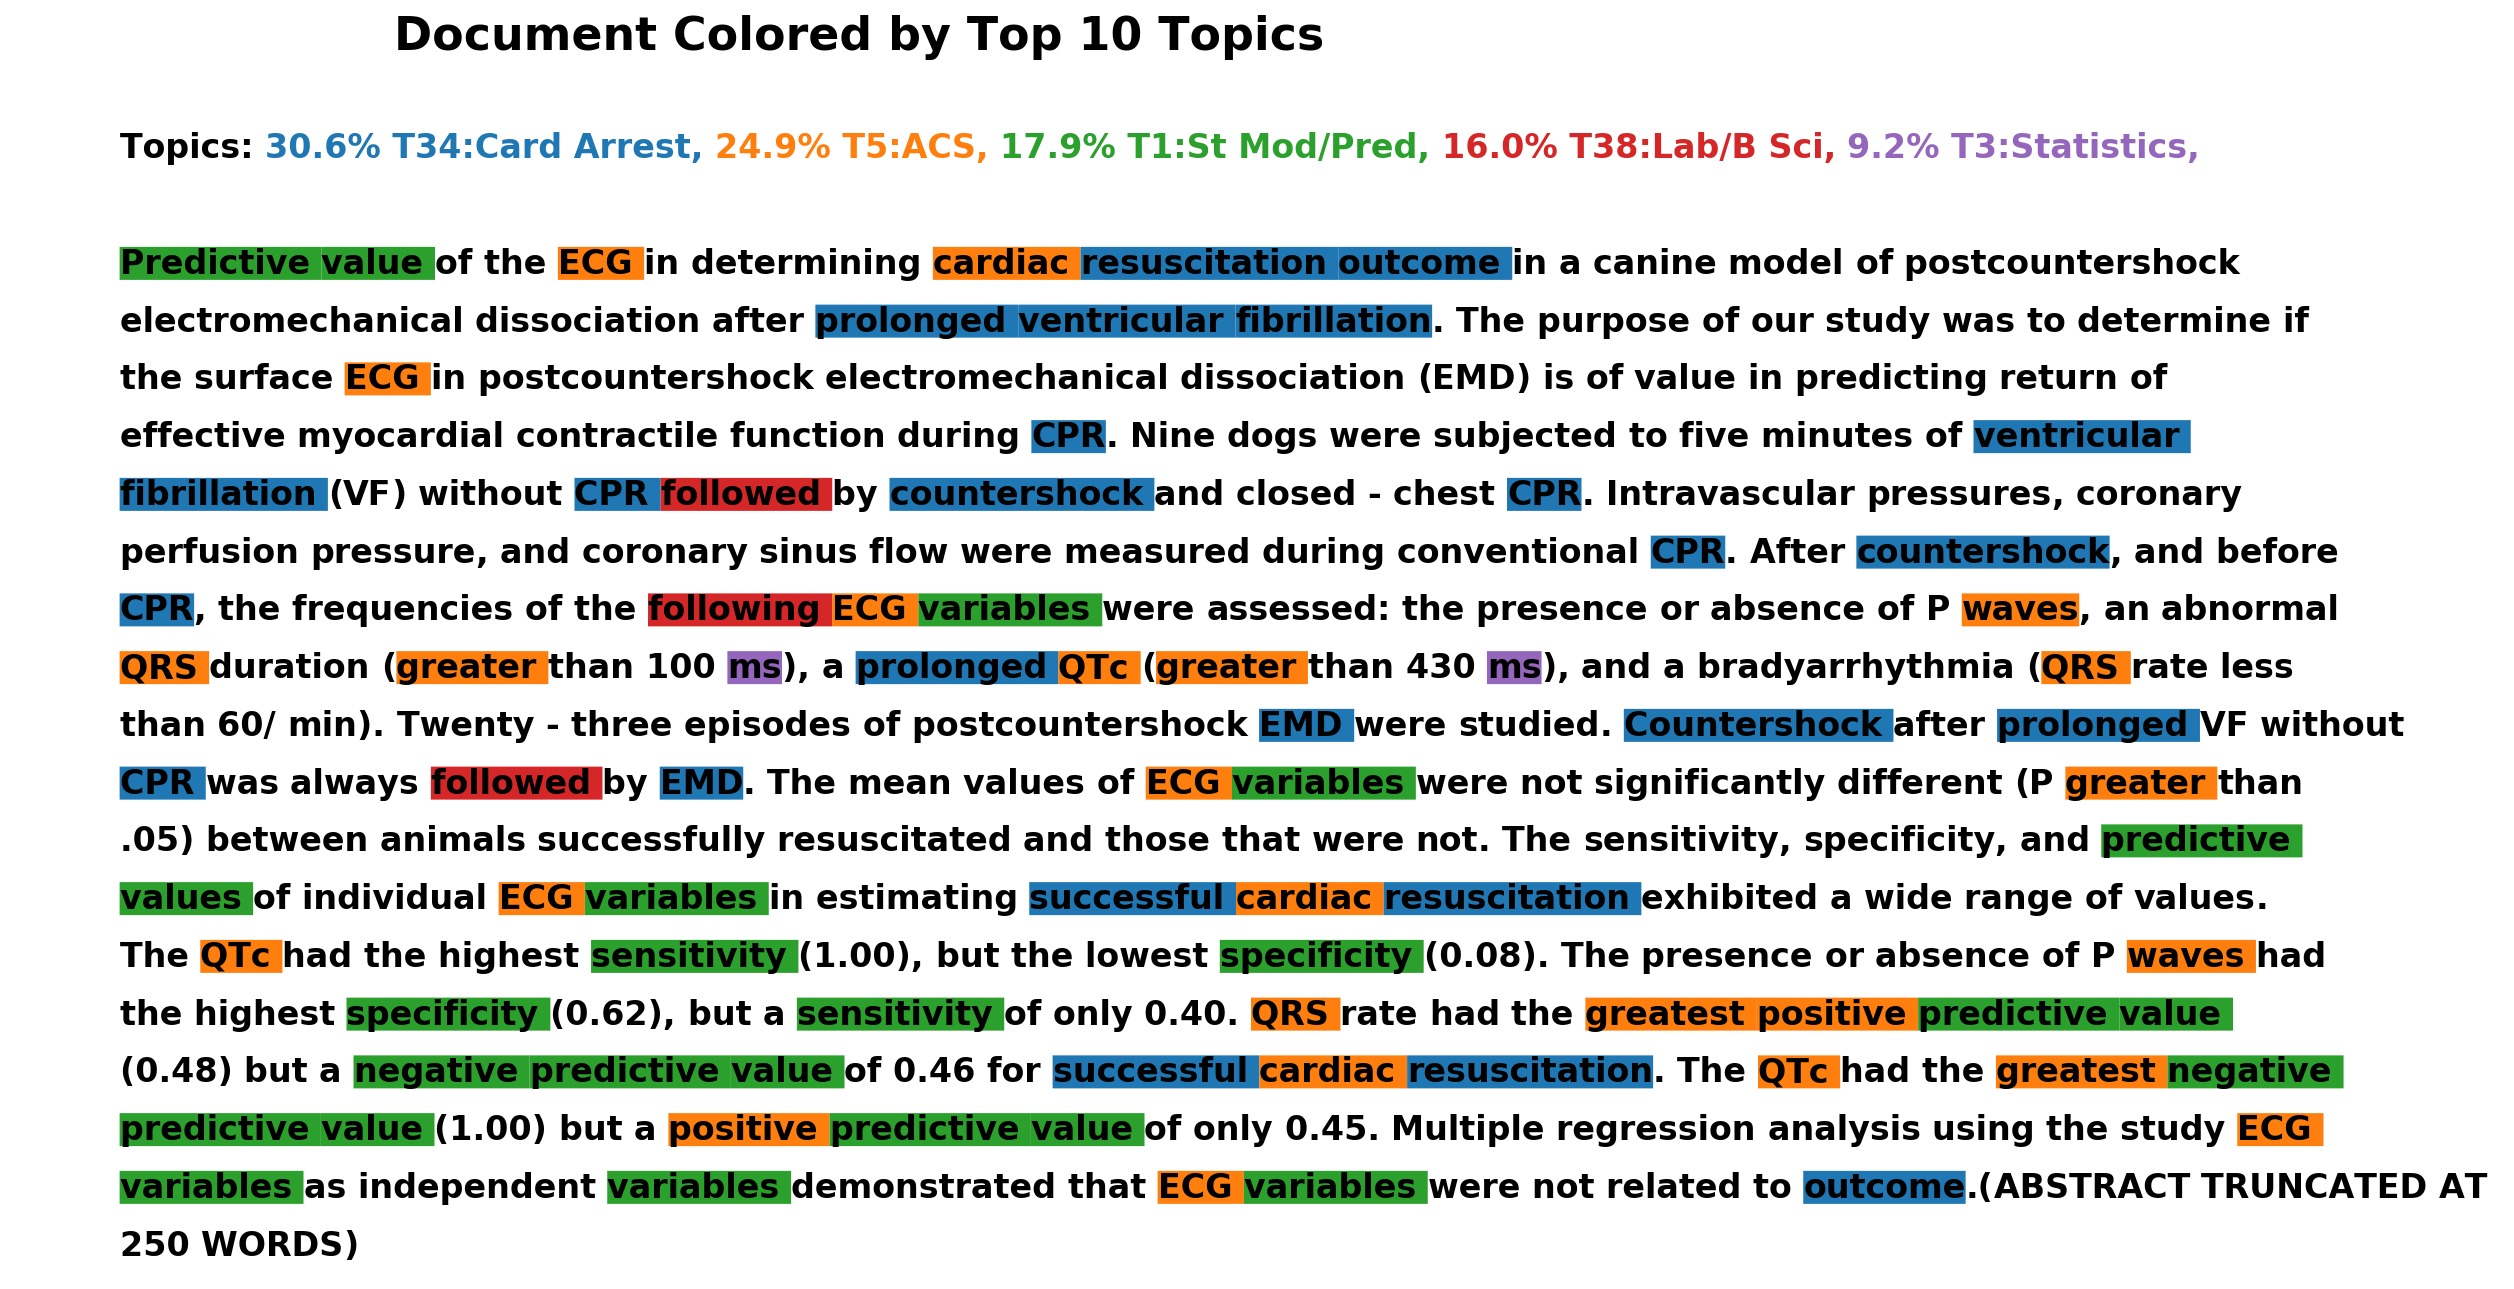 Document Colored by Top 10 Topics
Topics: 30.6% T34:Card Arrest, 24.9% T5:ACS, 17.9% T1:St Mod/Pred, 16.0% T38:Lab/B Sci, 9.2% T3:Statistics,
Predictive value of the ECG in determining cardiac resuscitation outcome in a canine model of postcountershock
electromechanical dissociation after prolonged ventricular fibrillation. The purpose of our study was to determine if
the surface ECG in postcountershock electromechanical dissociation (EMD) is of value in predicting return of
effective myocardial contractile function during CPR. Nine dogs were subjected to five minutes of ventricular
fibrillation (VF) without CPR followed by countershock and closed - chest CPR. Intravascular pressures, coronary
perfusion pressure, and coronary sinus flow were measured during conventional CPR. After countershock, and before
CPR, the frequencies of the following ECG variables were assessed: the presence or absence of P waves, an abnormal
QRS duration (greater than 100 ms), a prolonged QTc (greater than 430 ms), and a bradyarrhythmia (QRS rate less
than 60/ min). Twenty - three episodes of postcountershock EMD were studied. Countershock after prolonged VF without
CPR was always followed by EMD. The mean values of ECG variables were not significantly different (P greater than
.05) between animals successfully resuscitated and those that were not. The sensitivity, specificity, and predictive
values of individual ECG variables in estimating successful cardiac resuscitation exhibited a wide range of values.
The QTc had the highest sensitivity (1.00), but the lowest specificity (0.08). The presence or absence of P waves had
the highest specificity (0.62), but a sensitivity of only 0.40. QRS rate had the greatest positive predictive value
(0.48) but a negative predictive value of 0.46 for successful cardiac resuscitation. The QTc had the greatest negative
predictive value (1.00) but a positive predictive value of only 0.45. Multiple regression analysis using the study ECG
variables as independent variables demonstrated that ECG variables were not related to outcome.(ABSTRACT TRUNCATED AT
250 WORDS)